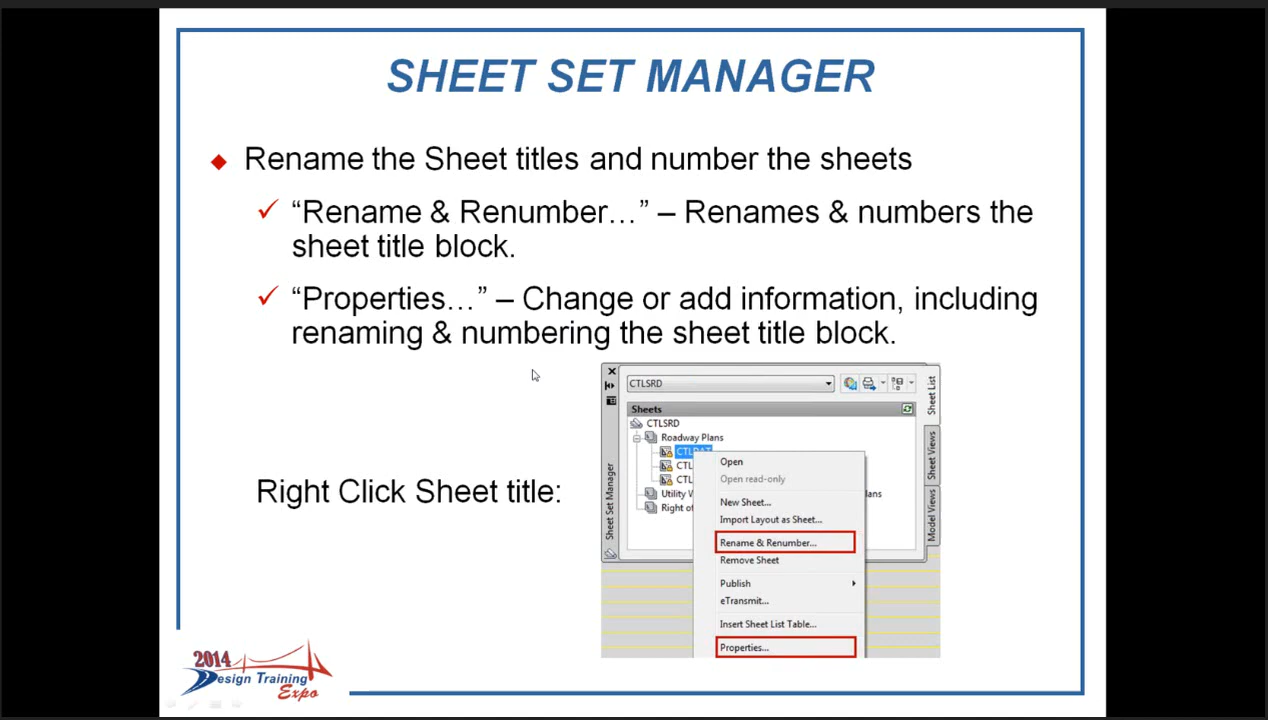 SHEET SET MANAGER
Rename the Sheet titles and number the sheets
“Rename & Renumber…” – Renames & numbers the
sheet title block.
“Properties…” – Change or add information, including
renaming & numbering the sheet title block.
Right Click Sheet title:
CTLSRD
Sheets
CTLSRD
Roadway Plans
CTL
CTL
Utility W
lans
Right of
Open
Open read-only
New Sheet...
Import Layout as Sheet...
Rename & Renumber...
Remove Sheet
Publish
eTransmit...
Insert Sheet List Table...
Properties...
Sheet List
Sheet Views
Model Views
Sheet Set Manager
2014
Design Training
Expo